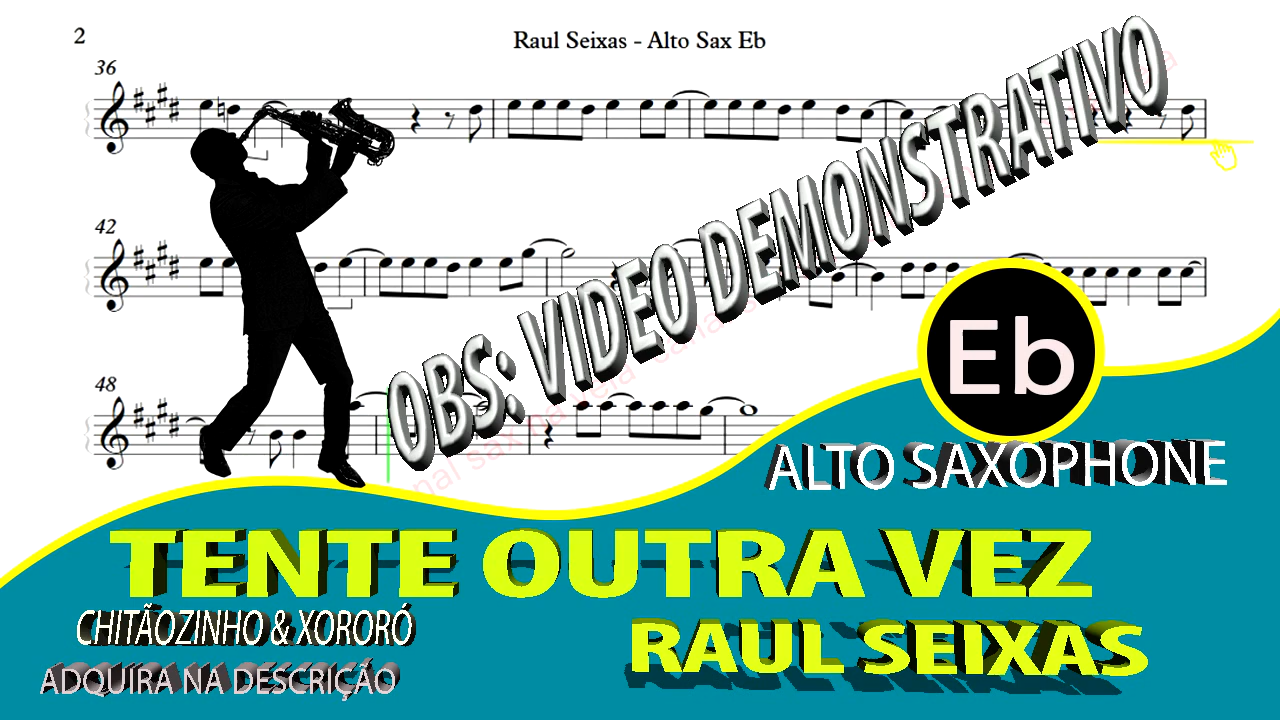 2
Raul Seixas - Alto Sax Eb
36
42
OBS: VIDEO DEMONSTRATIVO
48
Eb
ALTO SAXOPHONE
TENTE OUTRA VEZ
CHITÃOZINHO & XORORÓ
RAUL SEIXAS
ADQUIRA NA DESCRIÇÃO